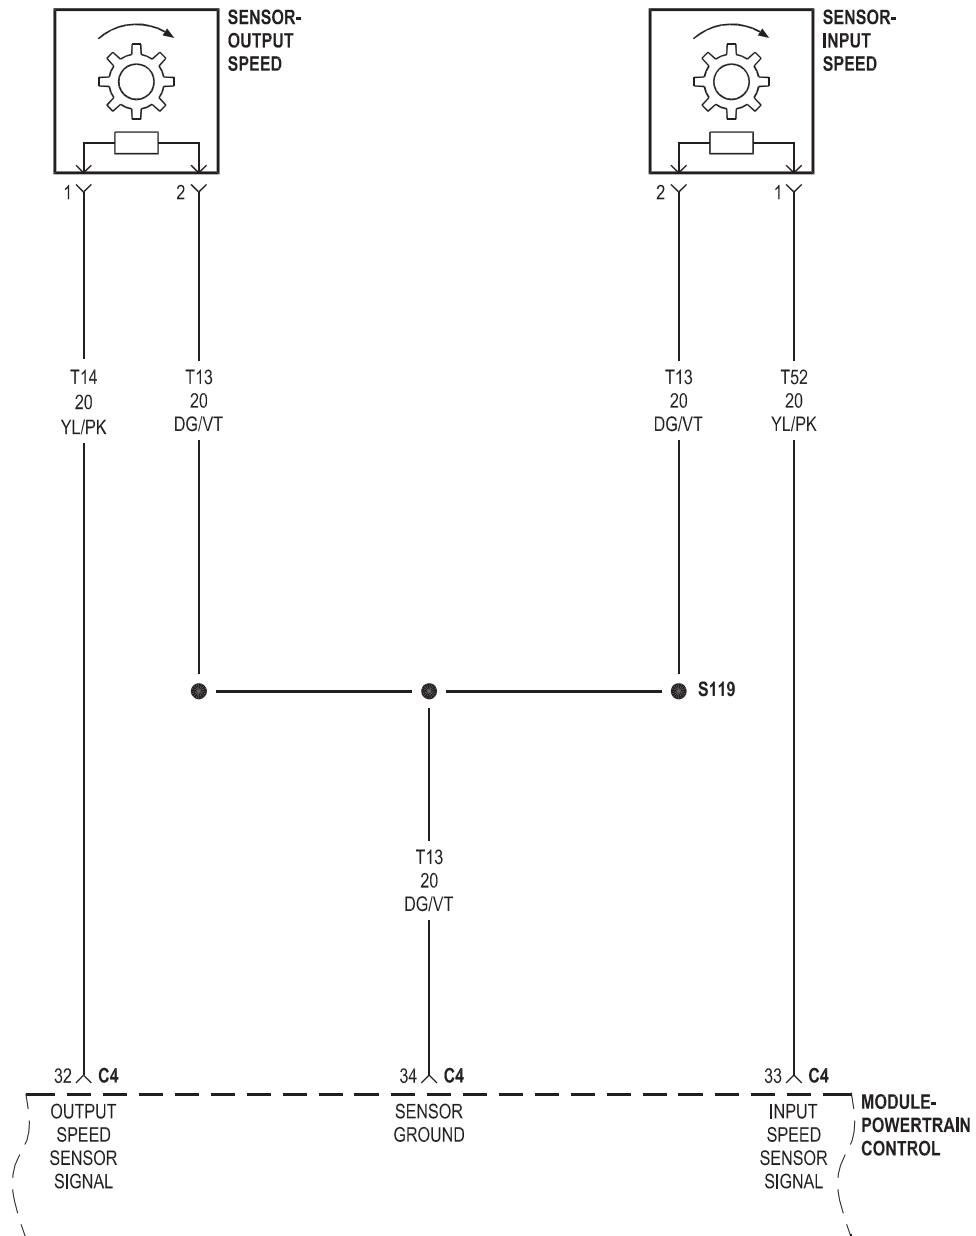 SENSOR-
OUTPUT
SPEED
SENSOR-
INPUT
SPEED
1
2
2
1
T14
20
YL/PK
T13
20
DG/VT
T13
20
DG/VT
T52
20
YL/PK
S119
T13
20
DG/VT
32 C4
34 C4
33 C4
OUTPUT
SPEED
SENSOR
SIGNAL
SENSOR
GROUND
INPUT
SPEED
SENSOR
SIGNAL
MODULE-
POWERTRAIN
CONTROL